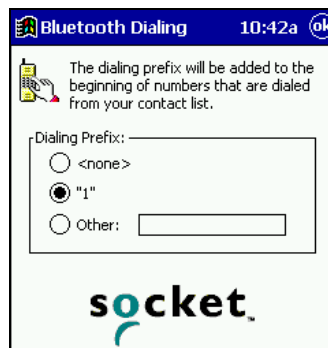 Bluetooth Dialing 10:42a ok
The dialing prefix will be added to the
beginning of numbers that are dialed
from your contact list.
Dialing Prefix:
<none>
"1"
Other:
socket™